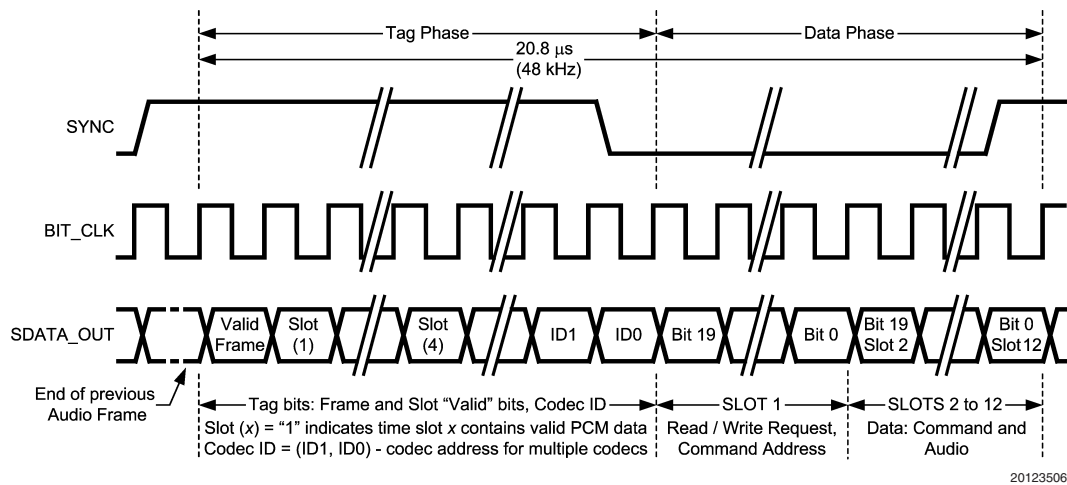 Tag Phase
Data Phase
20.8 μs
(48 kHz)
SYNC
BIT_CLK
SDATA_OUT
Valid
Frame
Slot
(1)
Slot
(4)
ID1
ID0
Bit 19
Bit 0
Bit 19
Slot 2
Bit 0
Slot12
End of previous
Audio Frame
Tag bits: Frame and Slot “Valid” bits, Codec ID
Slot (x) = “1” indicates time slot x contains valid PCM data
Codec ID = (ID1, ID0) - codec address for multiple codecs
SLOT 1
Read / Write Request,
Command Address
SLOTS 2 to 12
Data: Command and
Audio
20123506